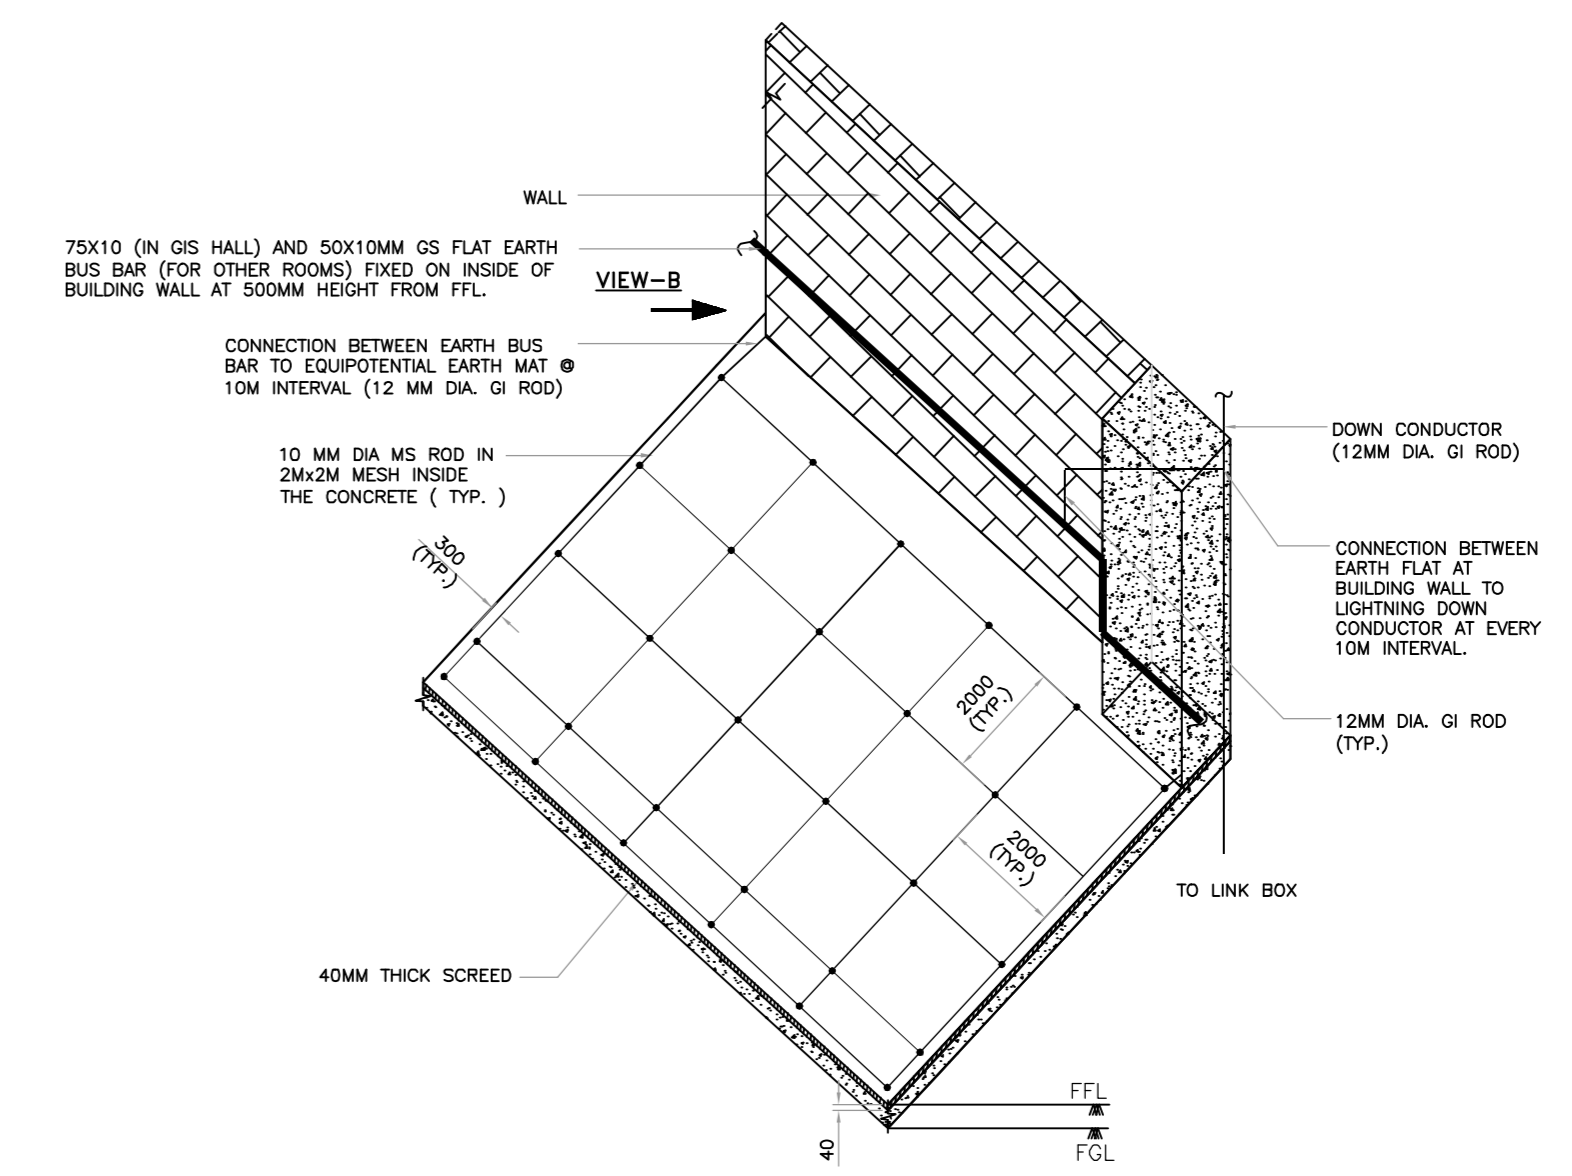 WALL
75X10 (IN GIS HALL) AND 50X10MM GS FLAT EARTH
BUS BAR (FOR OTHER ROOMS) FIXED ON INSIDE OF
BUILDING WALL AT 500MM HEIGHT FROM FFL.
VIEW-B
CONNECTION BETWEEN EARTH BUS
BAR TO EQUIPOTENTIAL EARTH MAT @
10M INTERVAL (12 MM DIA. GI ROD)
10 MM DIA MS ROD IN
2Mx2M MESH INSIDE
THE CONCRETE ( TYP. )
300
(TYP.)
DOWN CONDUCTOR
(12MM DIA. GI ROD)
CONNECTION BETWEEN
EARTH FLAT AT
BUILDING WALL TO
LIGHTNING DOWN
CONDUCTOR AT EVERY
10M INTERVAL.
2000
(TYP.)
12MM DIA. GI ROD
(TYP.)
2000
(TYP.)
TO LINK BOX
40MM THICK SCREED
FFL
40
FGL